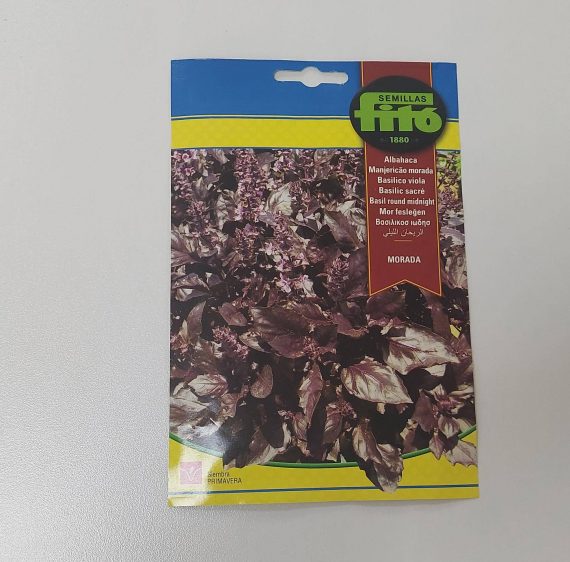 SEMILLAS
fitó
1880
Albahaca
Manjericão morada
Basilico viola
Basilic sacré
Basil round midnight
Mor fesleğen
Βασιλικοσ ιωδησ
الريحان الليلي
MORADA
Siembra
PRIMAVERA